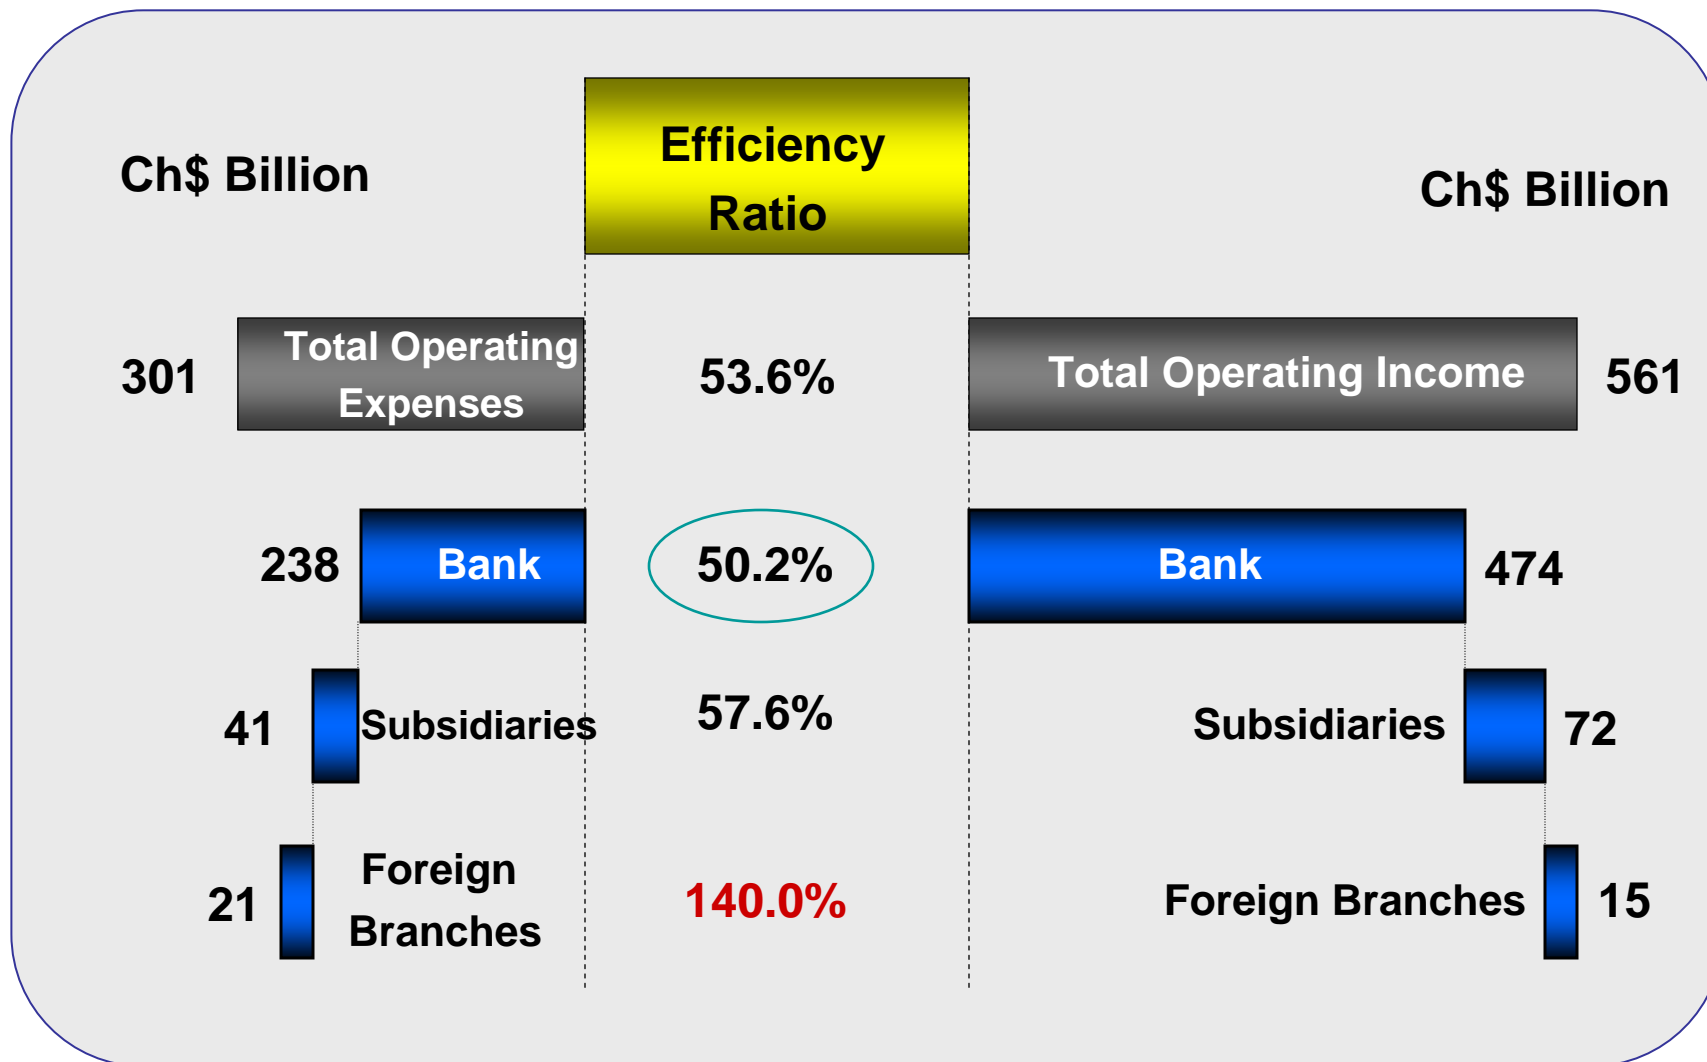 Ch$ Billion
Efficiency
Ratio
Ch$ Billion
301
Total Operating
Expenses
53.6%
Total Operating Income
561
238
Bank
50.2%
Bank
474
41
Subsidiaries
57.6%
Subsidiaries
72
21
Foreign
Branches
140.0%
Foreign Branches
15